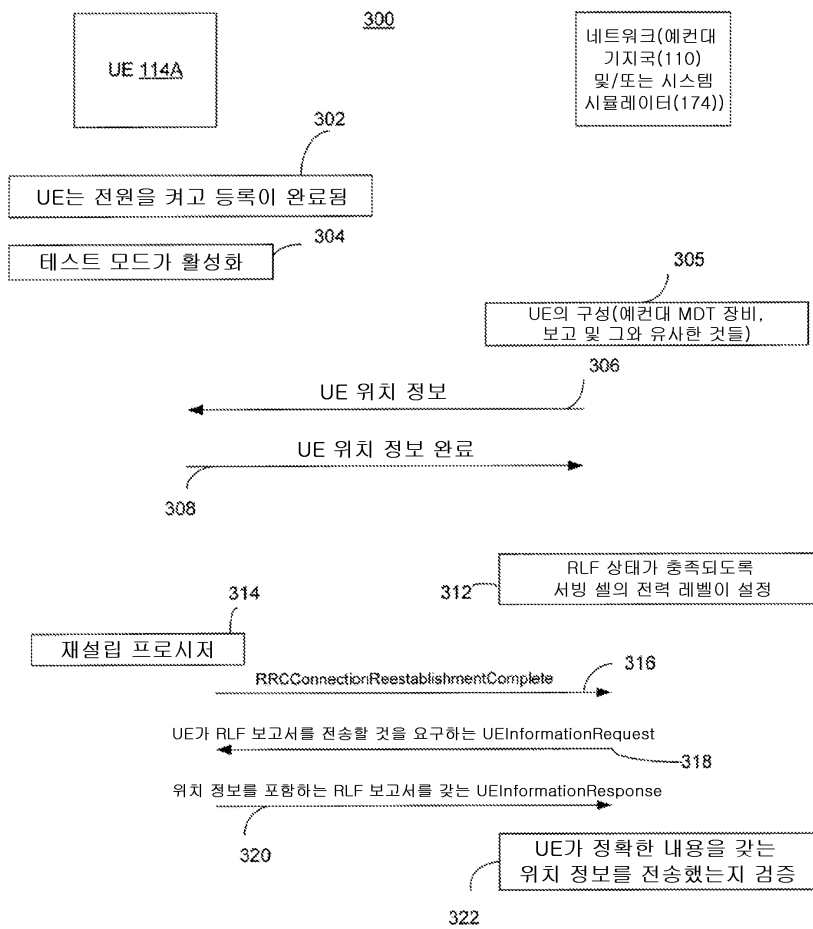 300
UE 114A
네트워크(예컨대
기지국(110)
및/또는 시스템
시뮬레이터(174))
302
UE는 전원을 켜고 등록이 완료됨
304
테스트 모드가 활성화
305
UE의 구성(예컨대 MDT 장비,
보고 및 그와 유사한 것들)
306
UE 위치 정보
UE 위치 정보 완료
308
RLF 상태가 충족되도록
서빙 셀의 전력 레벨이 설정
312
314
재설립 프로시저
RRCConnectionReestablishmentComplete
316
UE가 RLF 보고서를 전송할 것을 요구하는 UEInformationRequest
318
위치 정보를 포함하는 RLF 보고서를 갖는 UEInformationResponse
320
UE가 정확한 내용을 갖는
위치 정보를 전송했는지 검증
322